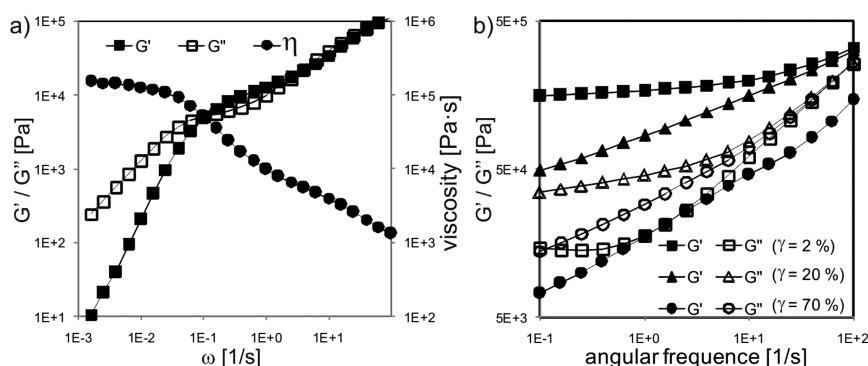 a)
1E+5
1E+4
1E+3
1E+2
1E+1
G' / G" [Pa]
G' G" η
1E+6
1E+5
1E+4
1E+3
1E+2
viscosity [Pa·s]
1E-3 1E-2 1E-1 1E+0 1E+1
ω [1/s]
b)
5E+5
5E+4
5E+3
G' / G" [Pa]
G' G" (γ = 2 %)
G' G" (γ = 20 %)
G' G" (γ = 70 %)
1E-1 1E+0 1E+1 1E+2
angular frequence [1/s]